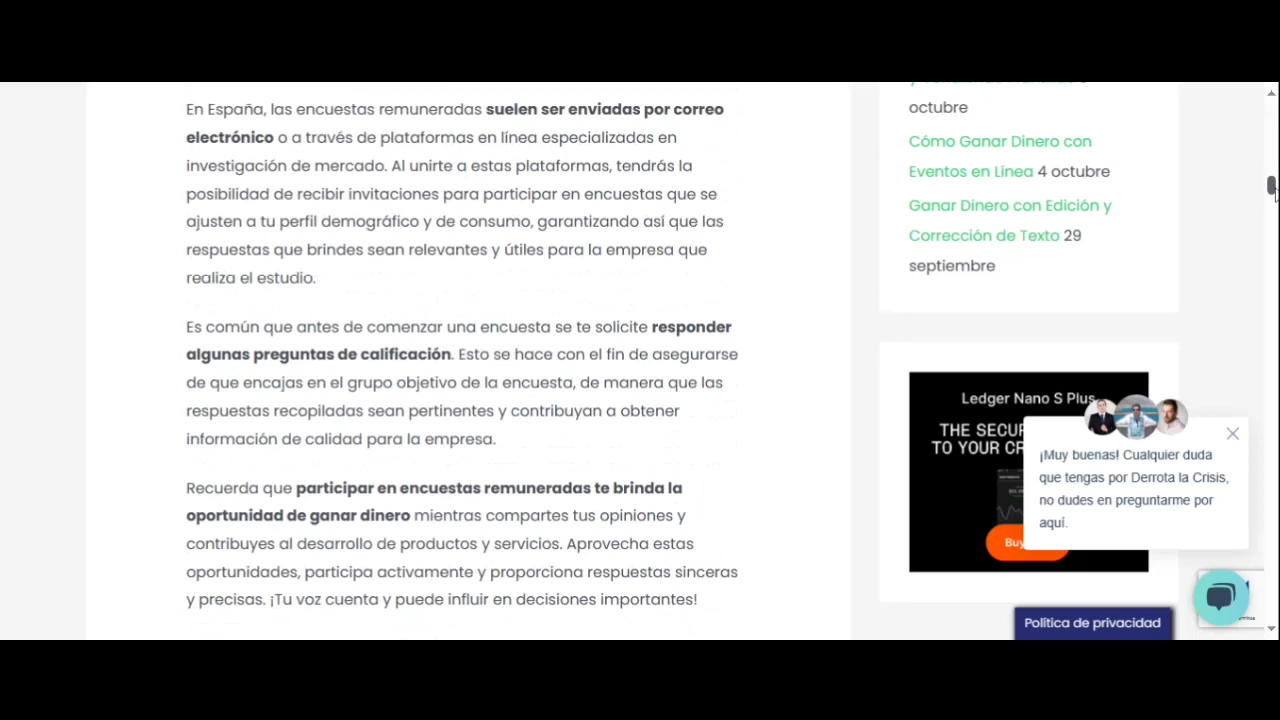 En España, las encuestas remuneradas suelen ser enviadas por correo
electrónico o a través de plataformas en línea especializadas en
investigación de mercado. Al unirte a estas plataformas, tendrás la
posibilidad de recibir invitaciones para participar en encuestas que se
ajusten a tu perfil demográfico y de consumo, garantizando así que las
respuestas que brindes sean relevantes y útiles para la empresa que
realiza el estudio.
Es común que antes de comenzar una encuesta se te solicite responder
algunas preguntas de calificación. Esto se hace con el fin de asegurarse
de que encajas en el grupo objetivo de la encuesta, de manera que las
respuestas recopiladas sean pertinentes y contribuyan a obtener
información de calidad para la empresa.
Recuerda que participar en encuestas remuneradas te brinda la
oportunidad de ganar dinero mientras compartes tus opiniones y
contribuyes al desarrollo de productos y servicios. Aprovecha estas
oportunidades, participa activamente y proporciona respuestas sinceras
y precisas. ¡Tu voz cuenta y puede influir en decisiones importantes!
octubre
Cómo Ganar Dinero con
Eventos en Línea 4 octubre
Ganar Dinero con Edición y
Corrección de Texto 29
septiembre
Ledger Nano S Plus
THE SECUR
TO YOUR CR
Buy
¡Muy buenas! Cualquier duda
que tengas por Derrota la Crisis,
no dudes en preguntarme por
aquí.
Política de privacidad